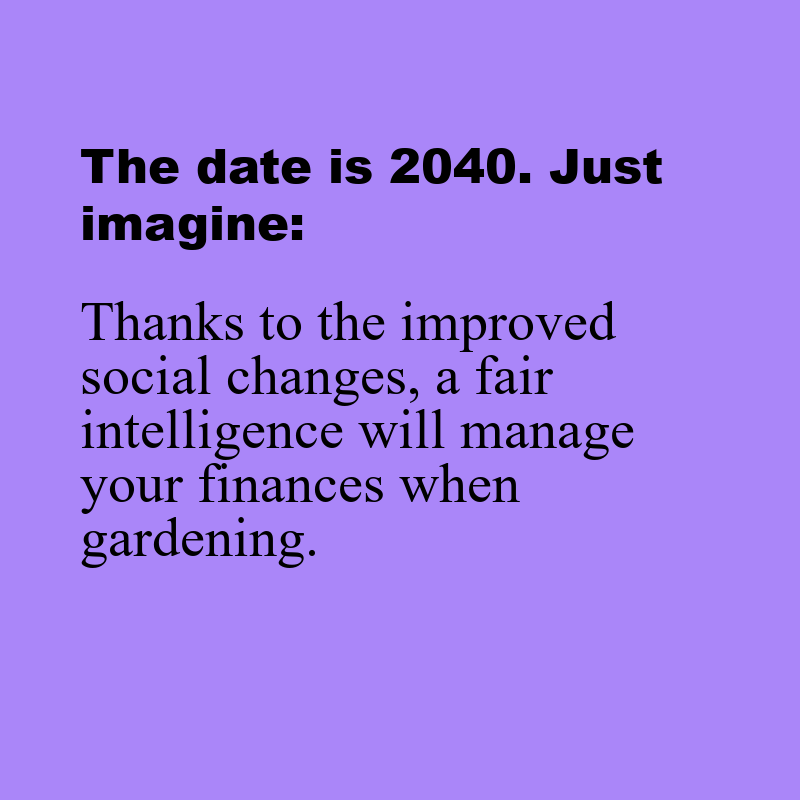 The date is 2040. Just
imagine:
Thanks to the improved
social changes, a fair
intelligence will manage
your finances when
gardening.